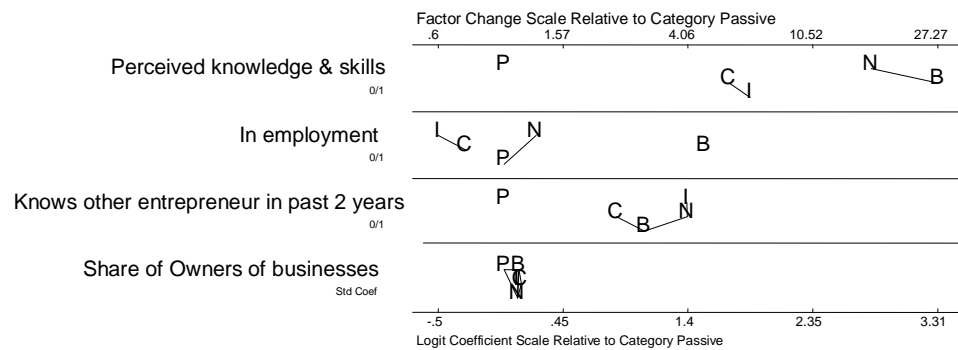 Factor Change Scale Relative to Category Passive
.6 1.57 4.06 10.52 27.27
Perceived knowledge & skills
0/1
P C I N B
In employment
0/1
I C P N B
Knows other entrepreneur in past 2 years
0/1
P C B N I
Share of Owners of businesses
Std Coef
P B C N
-.5 .45 1.4 2.35 3.31
Logit Coefficient Scale Relative to Category Passive